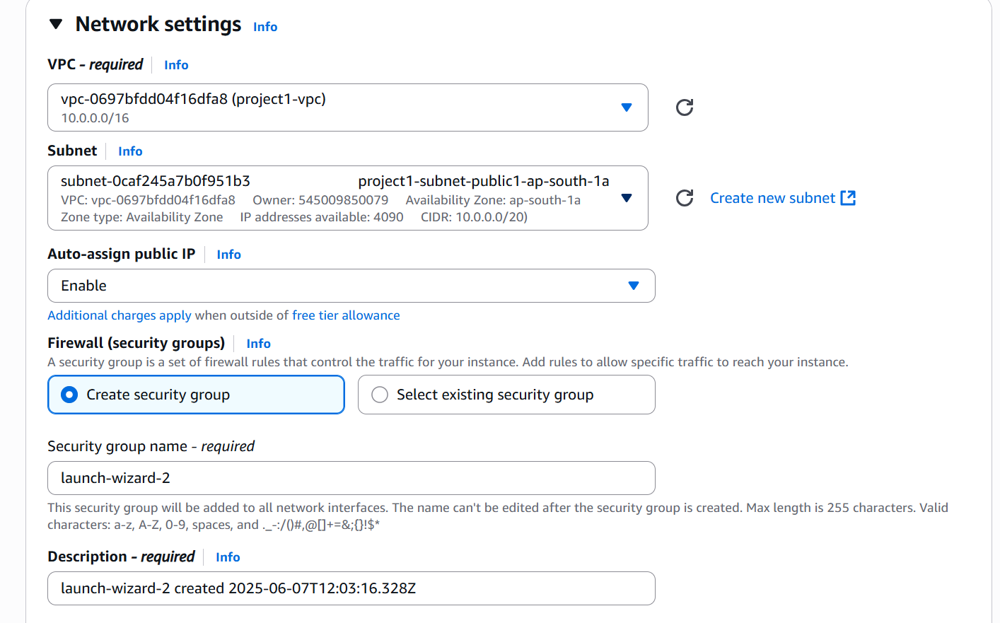 Network settings Info
VPC - required Info
vpc-0697bfdd04f16dfa8 (project1-vpc)
10.0.0.0/16
Subnet Info
subnet-0caf245a7b0f951b3 project1-subnet-public1-ap-south-1a
VPC: vpc-0697bfdd04f16dfa8 Owner: 545009850079 Availability Zone: ap-south-1a
Zone type: Availability Zone IP addresses available: 4090 CIDR: 10.0.0.0/20)
Create new subnet
Auto-assign public IP Info
Enable
Additional charges apply when outside of free tier allowance
Firewall (security groups) Info
A security group is a set of firewall rules that control the traffic for your instance. Add rules to allow specific traffic to reach your instance.
Create security group
Select existing security group
Security group name - required
launch-wizard-2
This security group will be added to all network interfaces. The name can't be edited after the security group is created. Max length is 255 characters. Valid
characters: a-z, A-Z, 0-9, spaces, and ._-:/()#,@[]+=&;{}!$*
Description - required Info
launch-wizard-2 created 2025-06-07T12:03:16.328Z